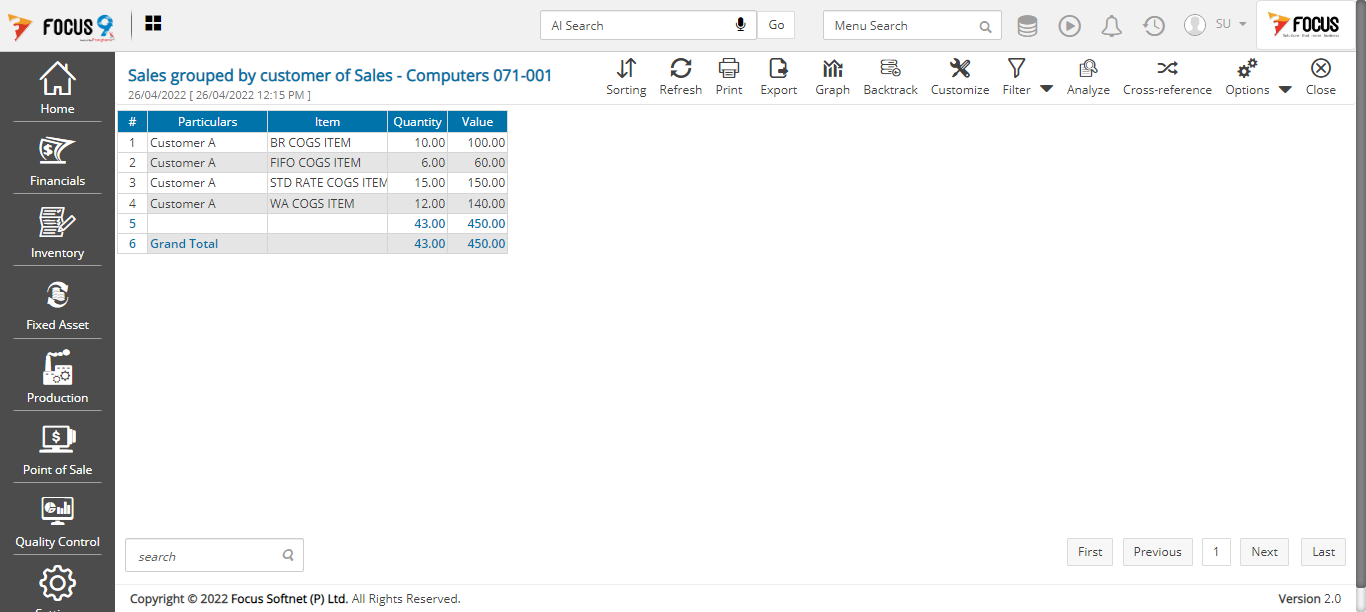 FOCUS 9
AI Search
Go
Menu Search
SU
FOCUS
Home
Financials
Inventory
Fixed Asset
Production
Point of Sale
Quality Control
Sales grouped by customer of Sales - Computers 071-001
26/04/2022 [ 26/04/2022 12:15 PM ]
Sorting Refresh Print Export Graph Backtrack Customize Filter Analyze Cross-reference Options Close
# Particulars Item Quantity Value
1 Customer A BR COGS ITEM 10.00 100.00
2 Customer A FIFO COGS ITEM 6.00 60.00
3 Customer A STD RATE COGS ITEM 15.00 150.00
4 Customer A WA COGS ITEM 12.00 140.00
5 43.00 450.00
6 Grand Total 43.00 450.00
search
First Previous 1 Next Last
Copyright © 2022 Focus Softnet (P) Ltd. All Rights Reserved.
Version 2.0